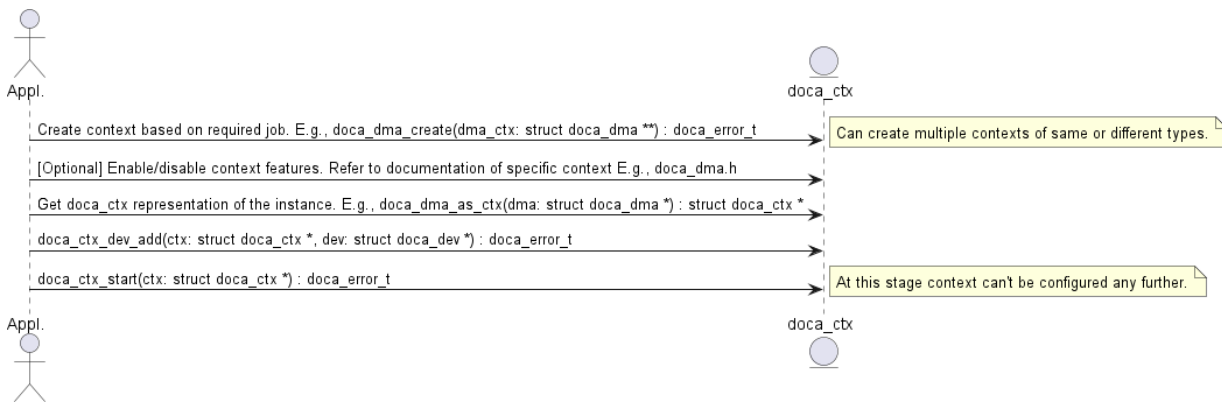 Appl.
doca_ctx
Create context based on required job. E.g., doca_dma_create(dma_ctx: struct doca_dma **) : doca_error_t
Can create multiple contexts of same or different types.
[Optional] Enable/disable context features. Refer to documentation of specific context E.g., doca_dma.h
Get doca_ctx representation of the instance. E.g., doca_dma_as_ctx(dma: struct doca_dma *) : struct doca_ctx *
doca_ctx_dev_add(ctx: struct doca_ctx *, dev: struct doca_dev *) : doca_error_t
doca_ctx_start(ctx: struct doca_ctx *) : doca_error_t
At this stage context can't be configured any further.
Appl.
doca_ctx